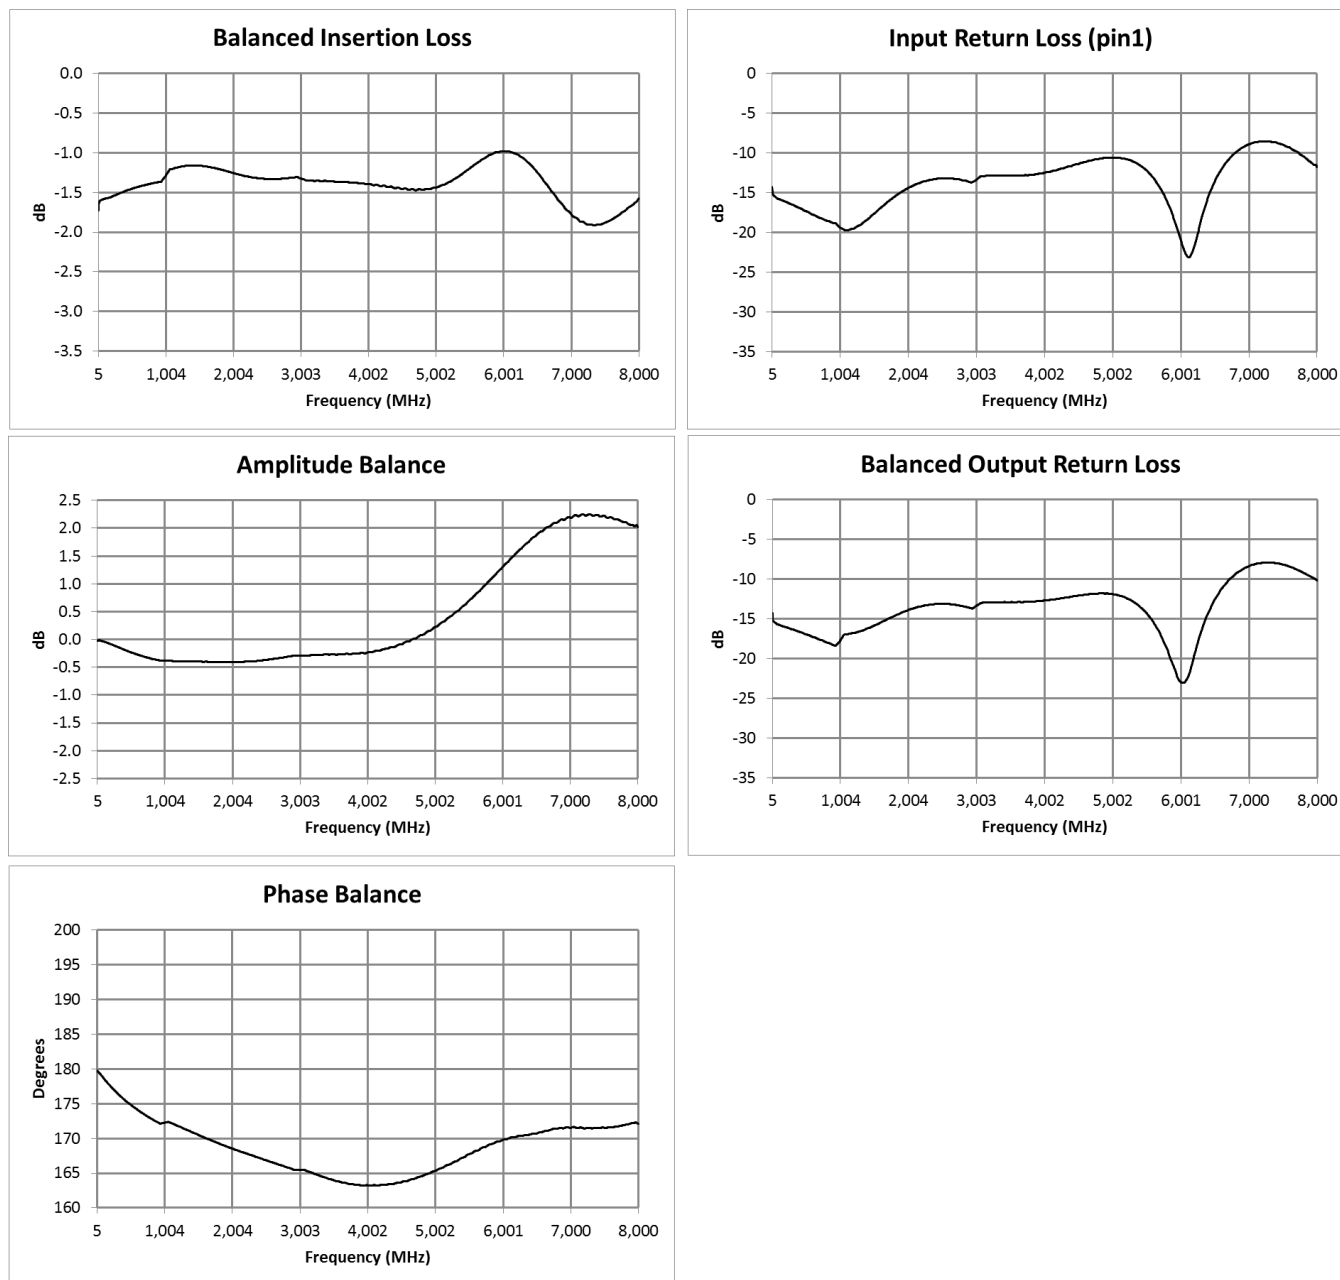 Balanced Insertion Loss
0.0
-0.5
-1.0
-1.5
-2.0
-2.5
-3.0
-3.5
dB
5 1,004 2,004 3,003 4,002 5,002 6,001 7,000 8,000
Frequency (MHz)
Input Return Loss (pin1)
0
-5
-10
-15
-20
-25
-30
-35
dB
5 1,004 2,004 3,003 4,002 5,002 6,001 7,000 8,000
Frequency (MHz)
Amplitude Balance
2.5
2.0
1.5
1.0
0.5
0.0
-0.5
-1.0
-1.5
-2.0
-2.5
dB
5 1,004 2,004 3,003 4,002 5,002 6,001 7,000 8,000
Frequency (MHz)
Balanced Output Return Loss
0
-5
-10
-15
-20
-25
-30
-35
dB
5 1,004 2,004 3,003 4,002 5,002 6,001 7,000 8,000
Frequency (MHz)
Phase Balance
200
195
190
185
180
175
170
165
160
Degrees
5 1,004 2,004 3,003 4,002 5,002 6,001 7,000 8,000
Frequency (MHz)